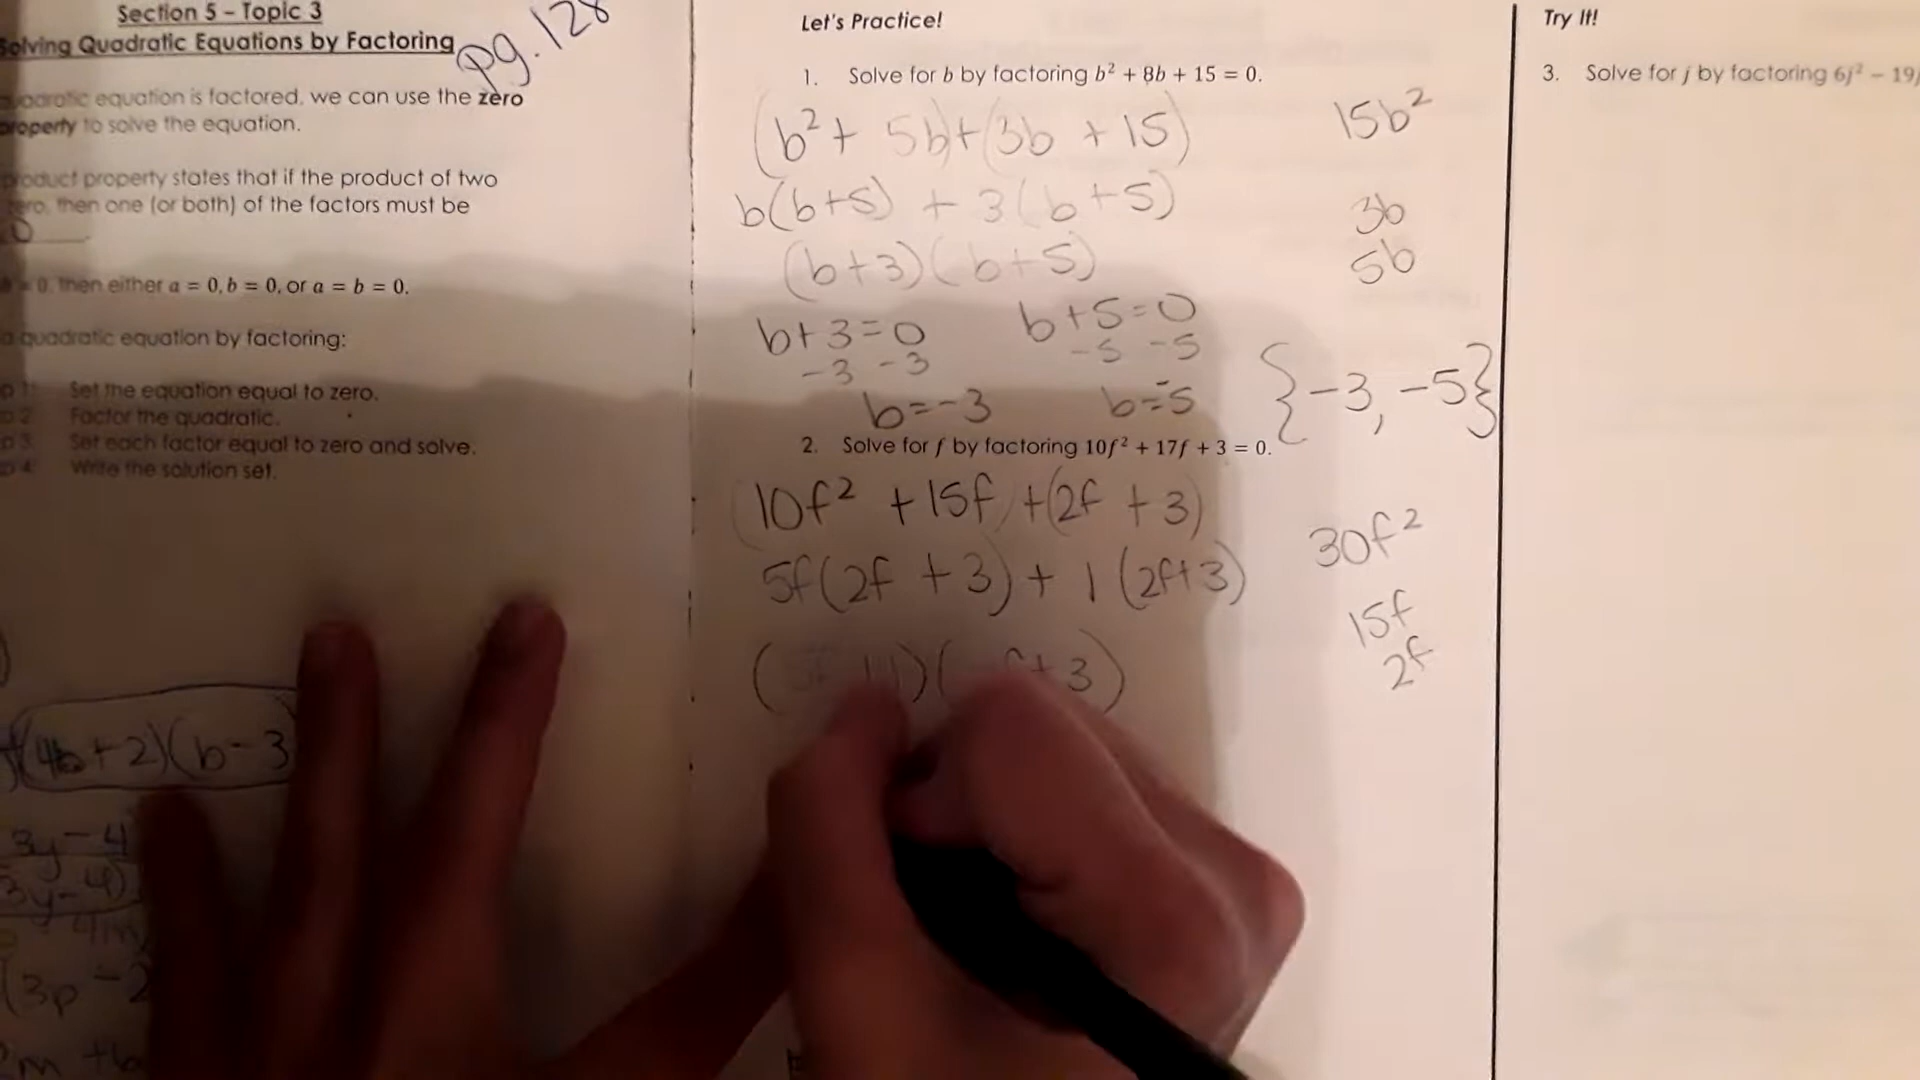 Section 5 – Topic 3
Solving Quadratic Equations by Factoring
pg. 128
quadratic equation is factored, we can use the zero
property to solve the equation.
product property states that if the product of two
zero, then one (or both) of the factors must be
0
= 0, then either a = 0, b = 0, or a = b = 0.
a quadratic equation by factoring:
Set the equation equal to zero.
Factor the quadratic.
Set each factor equal to zero and solve.
Write the solution set.
(4b+2)(b-3
3y-4
3y-4)
4m
(3p - 2
Let's Practice!
1. Solve for b by factoring b² + 8b + 15 = 0.
(b² + 5b)+(3b + 15)
15b²
b(b+5) + 3(b+5)
3b
(b+3)(b+5)
5b
b+3=0 b+5=0
-3 -3 -5 -5
b=-3 b=-5
{-3, -5}
2. Solve for f by factoring 10f² + 17f + 3 = 0.
(10f² + 15f) + (2f + 3)
30f²
5f(2f + 3) + 1(2f+3)
15f
2f
( )( f+3)
Try It!
3. Solve for j by factoring 6j² − 19j